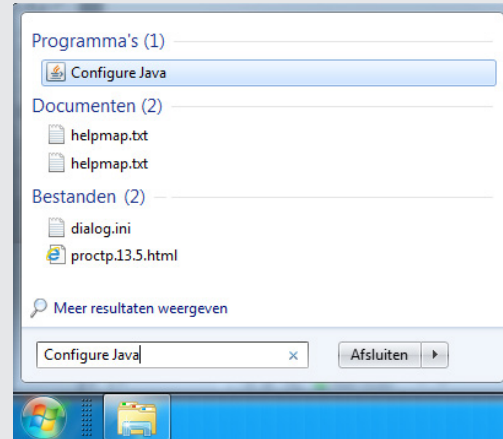 Programma's (1)
Configure Java
Documenten (2)
helpmap.txt
helpmap.txt
Bestanden (2)
dialog.ini
proctp.13.5.html
Meer resultaten weergeven
Configure Java
Afsluiten